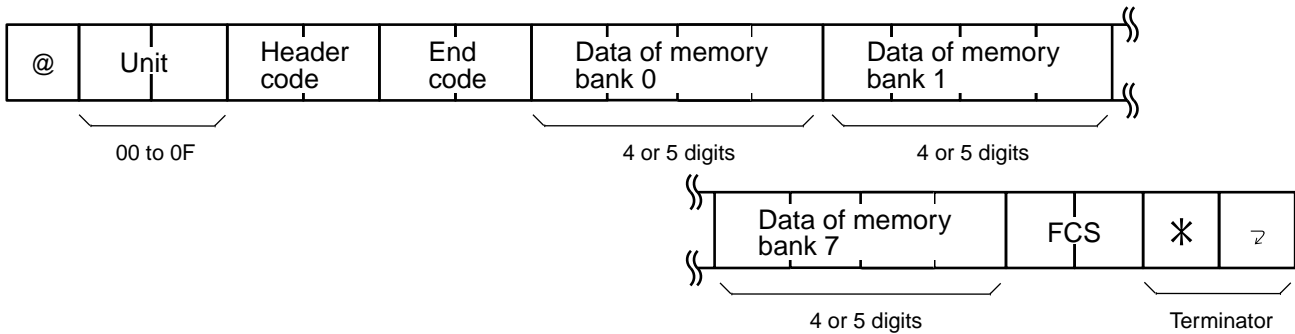 @ Unit Header code End code Data of memory bank 0 Data of memory bank 1
00 to 0F 4 or 5 digits 4 or 5 digits
Data of memory bank 7 FCS *
4 or 5 digits Terminator